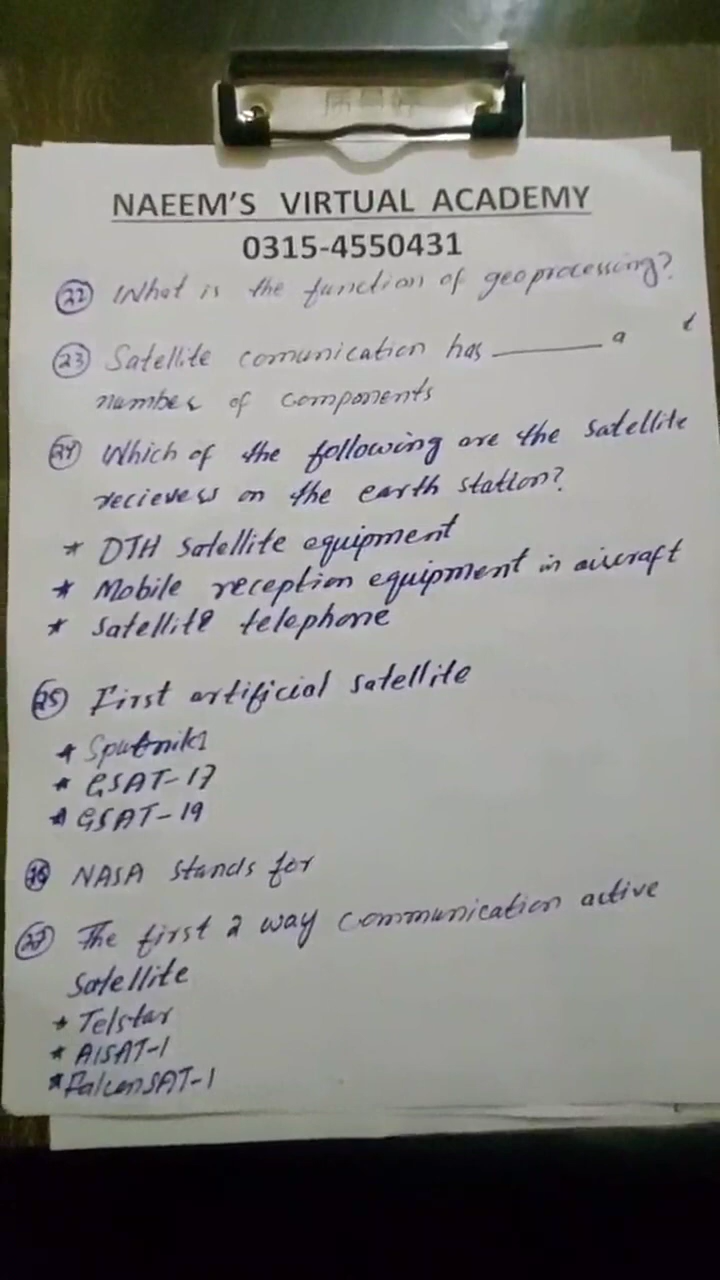 NAEEM'S VIRTUAL ACADEMY
0315-4550431
22 What is the function of geoprocessing?
23 Satellite comunication has ______ a t
number of components
24 Which of the following are the satellite
recievers on the earth station?
* DTH satellite equipment
* Mobile reception equipment in aircraft
* Satellite telephone
25 First artificial satellite
* Sputnik1
* GSAT-17
* GSAT-19
26 NASA stands for
27 The first 2 way communication active
Satellite
* Telstar
* AISAT-1
* FalconSAT-1